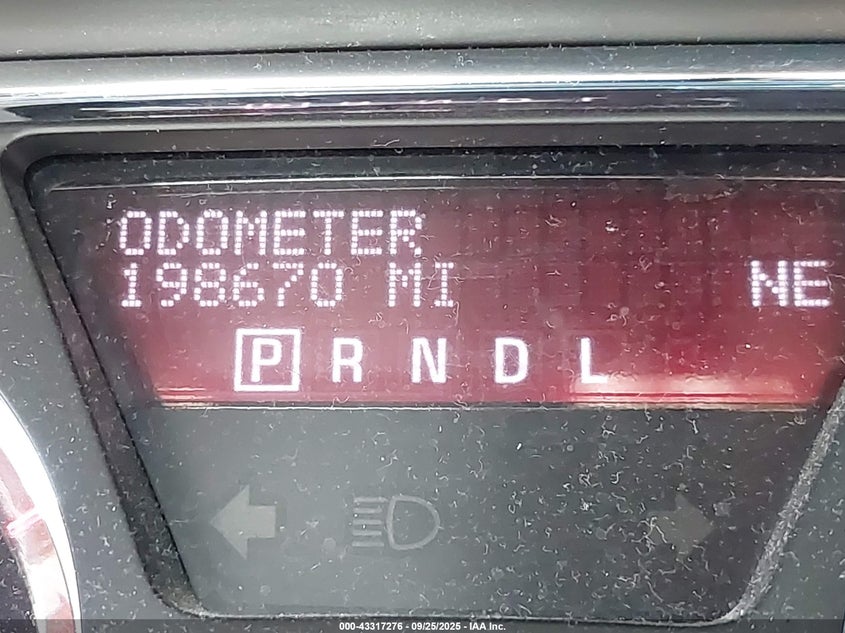 ODOMETER
198670 MI NE
P R N D L
000-43317276 - 09/25/2025 - IAA Inc.